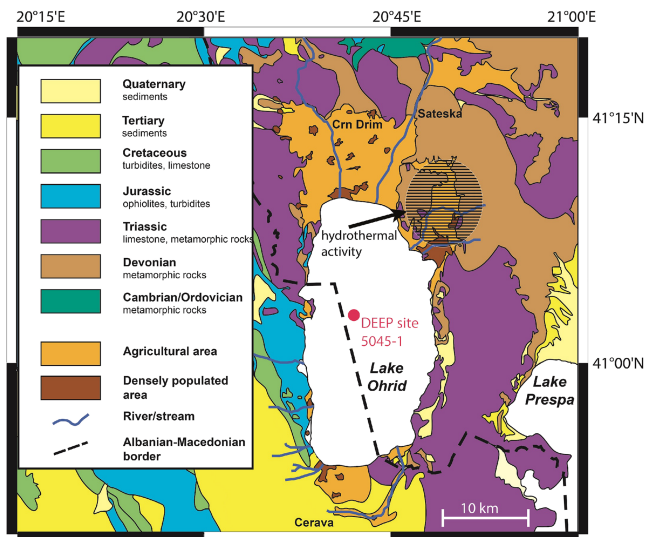 20°15'E
20°30'E
20°45'E
21°00'E
Quaternary
sediments
Tertiary
sediments
Cretaceous
turbidites, limestone
Jurassic
ophiolites, turbidites
Triassic
limestone, metamorphic rocks
Devonian
metamorphic rocks
Cambrian/Ordovician
metamorphic rocks
Agricultural area
Densely populated
area
River/stream
Albanian-Macedonian
border
Crn Drim
Sateska
41°15'N
hydrothermal
activity
DEEP site
5045-1
Lake
Ohrid
41°00'N
Lake
Prespa
10 km
Cerava